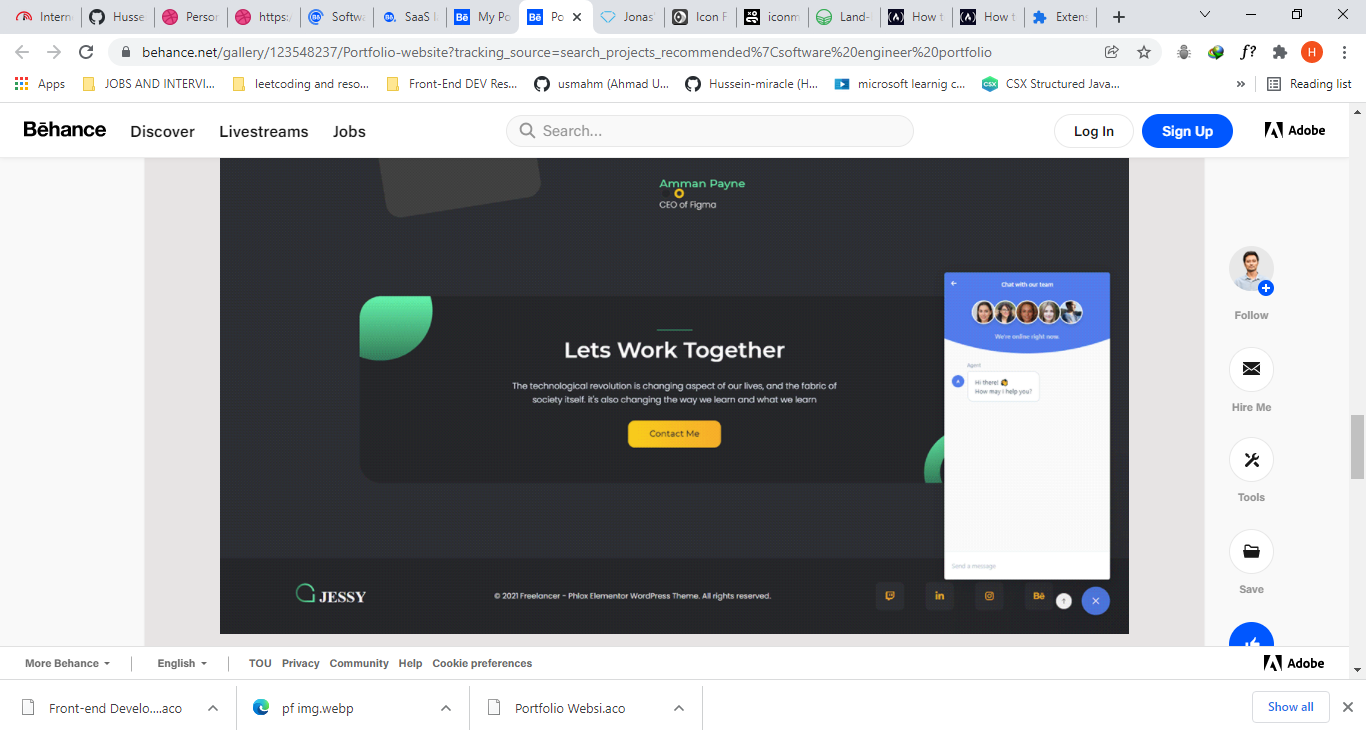 Intern
Husse
Persor
https:/
Softwa
SaaS l
My Po
Po
Jonas
Icon F
iconm
Land-
How t
How t
Extens
behance.net/gallery/123548237/Portfolio-website?tracking_source=search_projects_recommended%7Csoftware%20engineer%20portfolio
f?
H
Apps
JOBS AND INTERVI...
leetcoding and reso...
Front-End DEV Res...
usmahm (Ahmad U...
Hussein-miracle (H...
microsoft learnig c...
CSX Structured Java...
»
Reading list
Bēhance
Discover
Livestreams
Jobs
Search...
Log In
Sign Up
Adobe
Amman Payne
CEO of Figma
Follow
Hire Me
Tools
Save
Chat with our team
We're online right now
Agent
A
Hi there!
How may I help you?
Send a message
Lets Work Together
The technological revolution is changing aspect of our lives, and the fabric of
society itself. it's also changing the way we learn and what we learn
Contact Me
JESSY
© 2021 Freelancer - Phlox Elementor WordPress Theme. All rights reserved.
in
Bē
More Behance
English
TOU
Privacy
Community
Help
Cookie preferences
Adobe
Front-end Develo....aco
pf img.webp
Portfolio Websi.aco
Show all